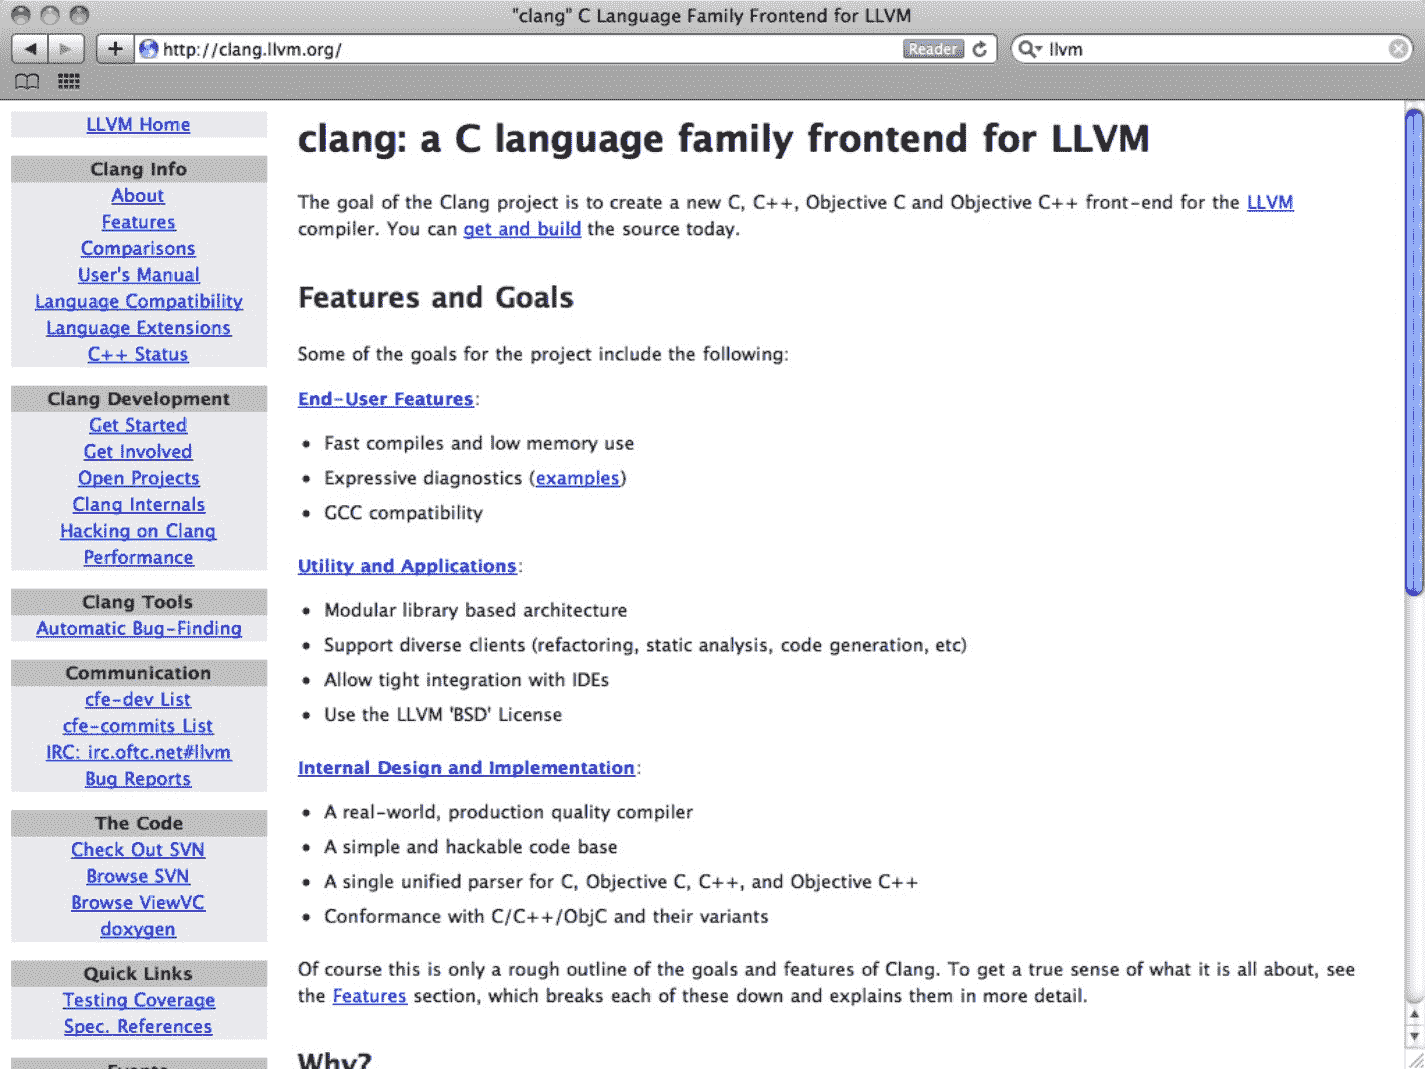 "clang" C Language Family Frontend for LLVM
http://clang.llvm.org/
Reader
llvm
LLVM Home
Clang Info
About
Features
Comparisons
User's Manual
Language Compatibility
Language Extensions
C++ Status
Clang Development
Get Started
Get Involved
Open Projects
Clang Internals
Hacking on Clang
Performance
Clang Tools
Automatic Bug-Finding
Communication
cfe-dev List
cfe-commits List
IRC: irc.oftc.net#llvm
Bug Reports
The Code
Check Out SVN
Browse SVN
Browse ViewVC
doxygen
Quick Links
Testing Coverage
Spec. References
Events
clang: a C language family frontend for LLVM
The goal of the Clang project is to create a new C, C++, Objective C and Objective C++ front-end for the LLVM
compiler. You can get and build the source today.
Features and Goals
Some of the goals for the project include the following:
End-User Features:
• Fast compiles and low memory use
• Expressive diagnostics (examples)
• GCC compatibility
Utility and Applications:
• Modular library based architecture
• Support diverse clients (refactoring, static analysis, code generation, etc)
• Allow tight integration with IDEs
• Use the LLVM 'BSD' License
Internal Design and Implementation:
• A real-world, production quality compiler
• A simple and hackable code base
• A single unified parser for C, Objective C, C++, and Objective C++
• Conformance with C/C++/ObjC and their variants
Of course this is only a rough outline of the goals and features of Clang. To get a true sense of what it is all about, see
the Features section, which breaks each of these down and explains them in more detail.
Why?